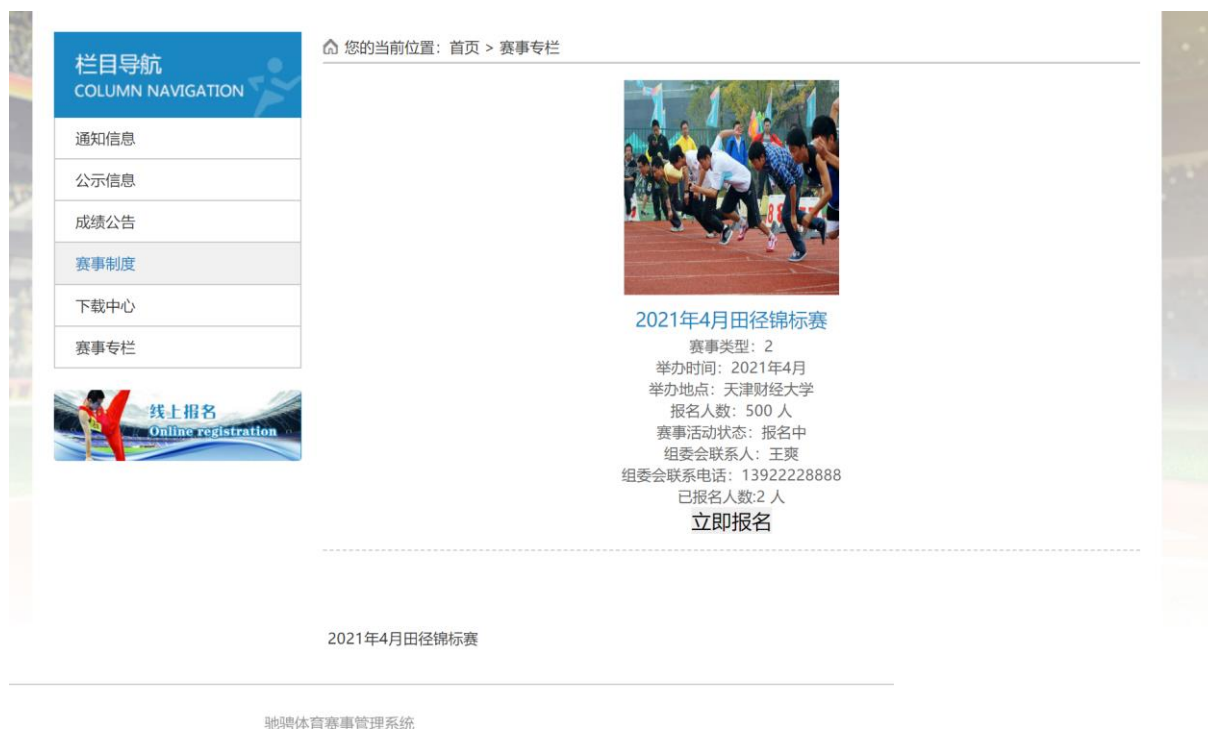 栏目导航
COLUMN NAVIGATION
通知信息
公示信息
成绩公告
赛事制度
下载中心
赛事专栏
线上报名
Online registration
您的当前位置：首页 > 赛事专栏
2021年4月田径锦标赛
赛事类型：2
举办时间：2021年4月
举办地点：天津财经大学
报名人数：500 人
赛事活动状态：报名中
组委会联系人：王爽
组委会联系电话：13922228888
已报名人数:2 人
立即报名
2021年4月田径锦标赛
驰骋体育赛事管理系统